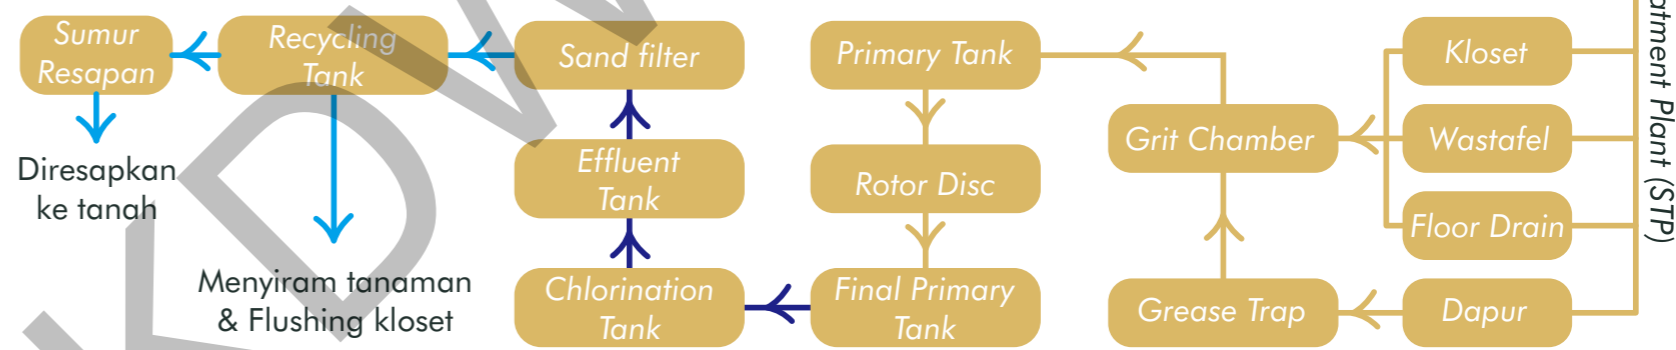 Sumur
Resapan
Recycling
Tank
Sand filter
Primary Tank
Kloset
Grit Chamber
Wastafel
Effluent
Tank
Rotor Disc
Diresapkan
ke tanah
Floor Drain
Menyiram tanaman
& Flushing kloset
Chlorination
Tank
Final Primary
Tank
Grease Trap
Dapur
Plant (STP)